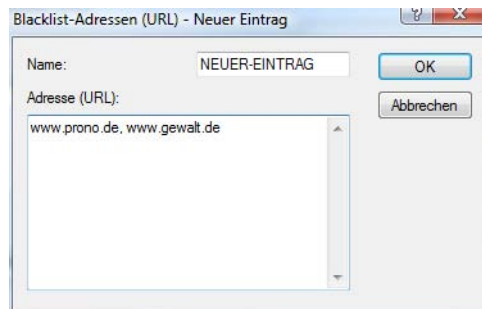 Blacklist-Adressen (URL) - Neuer Eintrag
Name: NEUER-EINTRAG
OK
Adresse (URL):
Abbrechen
www.prono.de, www.gewalt.de